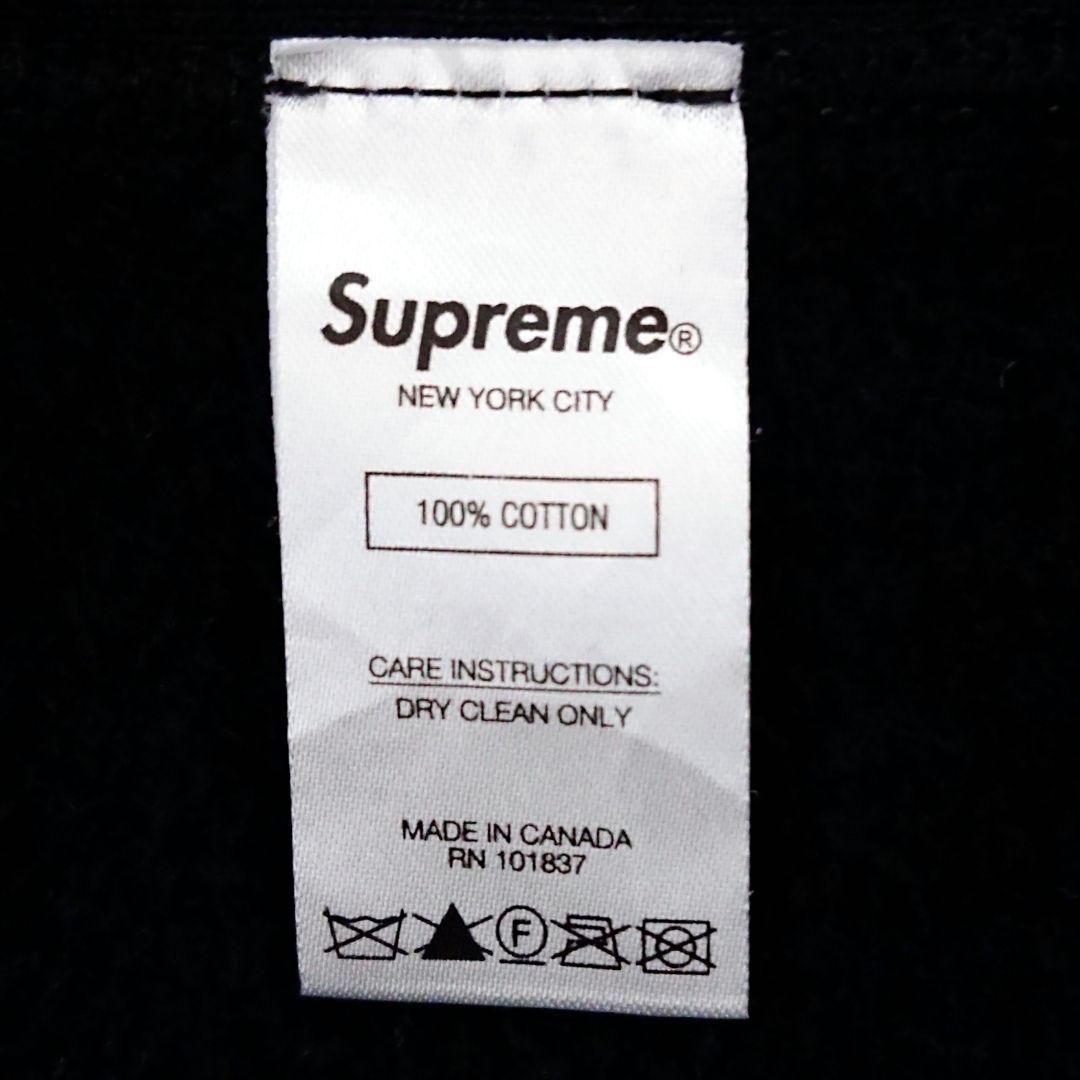 Supreme®
NEW YORK CITY
100% COTTON
CARE INSTRUCTIONS:
DRY CLEAN ONLY
MADE IN CANADA
RN 101837
F